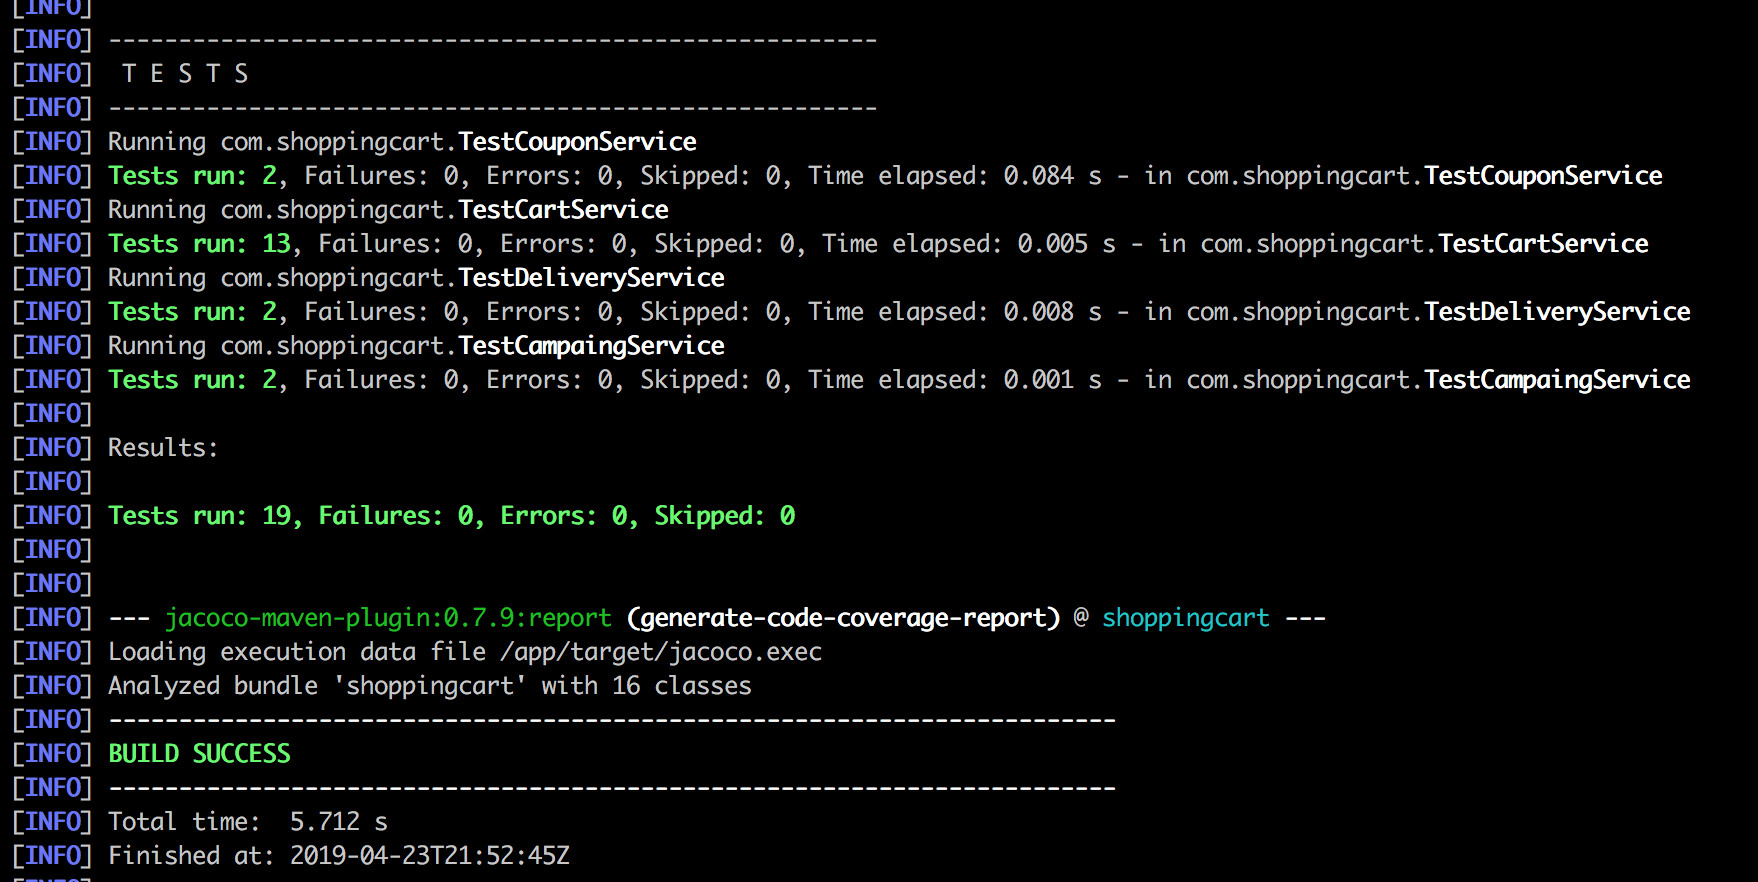 [INFO]
[INFO] -------------------------------------------------------
[INFO]  T E S T S
[INFO] -------------------------------------------------------
[INFO] Running com.shoppingcart.TestCouponService
[INFO] Tests run: 2, Failures: 0, Errors: 0, Skipped: 0, Time elapsed: 0.084 s - in com.shoppingcart.TestCouponService
[INFO] Running com.shoppingcart.TestCartService
[INFO] Tests run: 13, Failures: 0, Errors: 0, Skipped: 0, Time elapsed: 0.005 s - in com.shoppingcart.TestCartService
[INFO] Running com.shoppingcart.TestDeliveryService
[INFO] Tests run: 2, Failures: 0, Errors: 0, Skipped: 0, Time elapsed: 0.008 s - in com.shoppingcart.TestDeliveryService
[INFO] Running com.shoppingcart.TestCampaingService
[INFO] Tests run: 2, Failures: 0, Errors: 0, Skipped: 0, Time elapsed: 0.001 s - in com.shoppingcart.TestCampaingService
[INFO]
[INFO] Results:
[INFO]
[INFO] Tests run: 19, Failures: 0, Errors: 0, Skipped: 0
[INFO]
[INFO]
[INFO] --- jacoco-maven-plugin:0.7.9:report (generate-code-coverage-report) @ shoppingcart ---
[INFO] Loading execution data file /app/target/jacoco.exec
[INFO] Analyzed bundle 'shoppingcart' with 16 classes
[INFO] ------------------------------------------------------------------------
[INFO] BUILD SUCCESS
[INFO] ------------------------------------------------------------------------
[INFO] Total time:  5.712 s
[INFO] Finished at: 2019-04-23T21:52:45Z